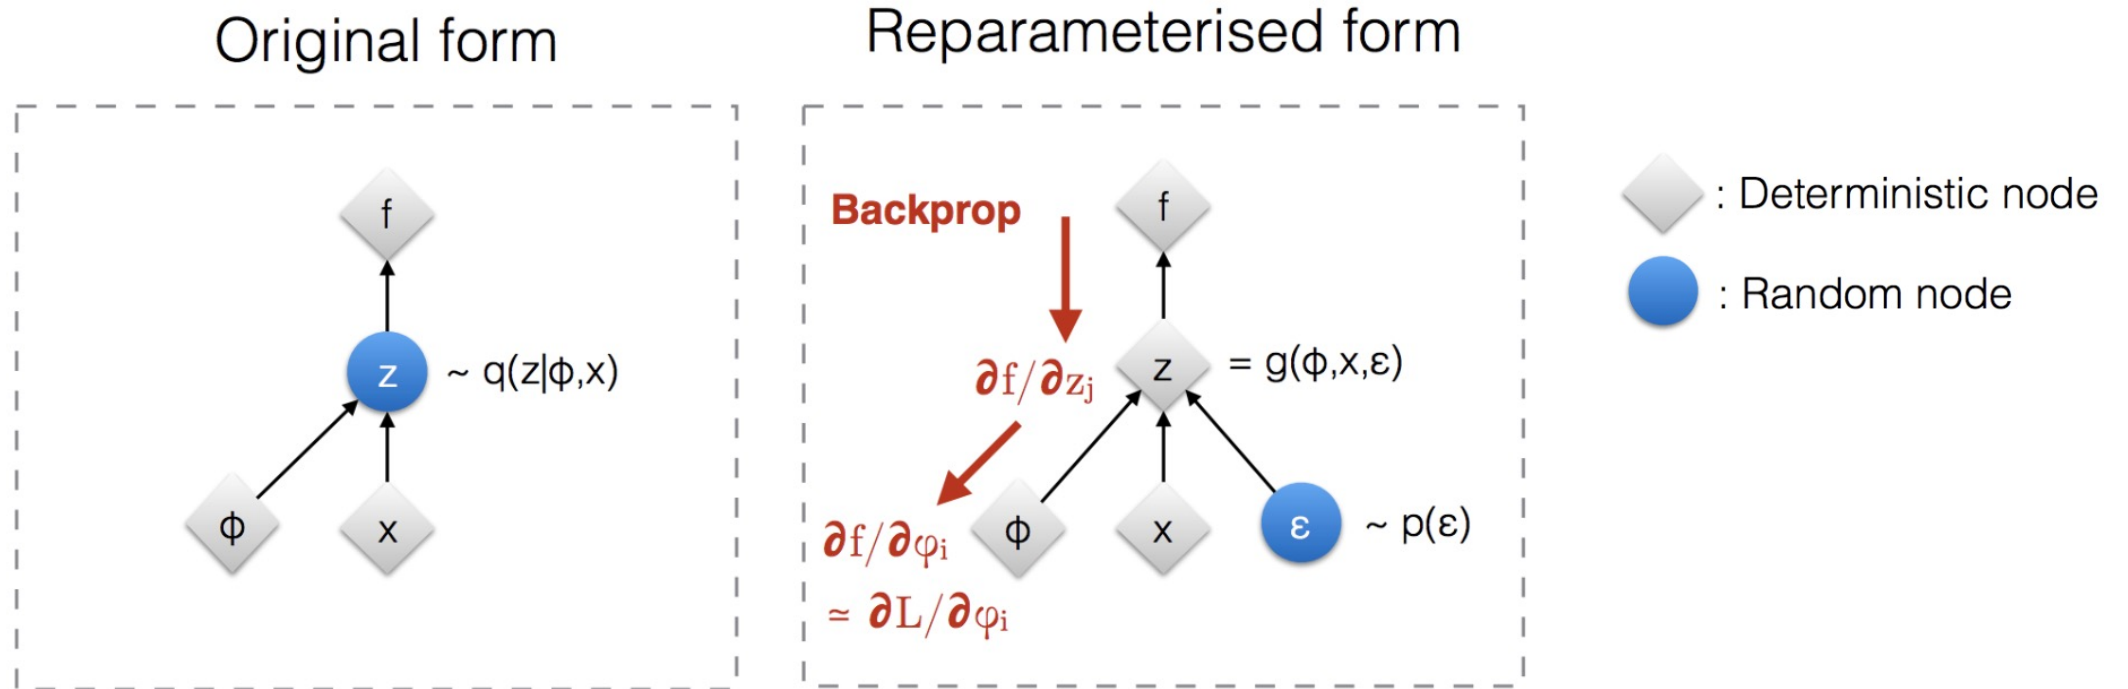 Original form
f
z ~ q(z|ϕ,x)
ϕ x
Reparameterised form
Backprop
f
∂f/∂zj
z = g(ϕ,x,ε)
∂f/∂φi
≃ ∂L/∂φi
ϕ x ε ~ p(ε)
: Deterministic node
: Random node